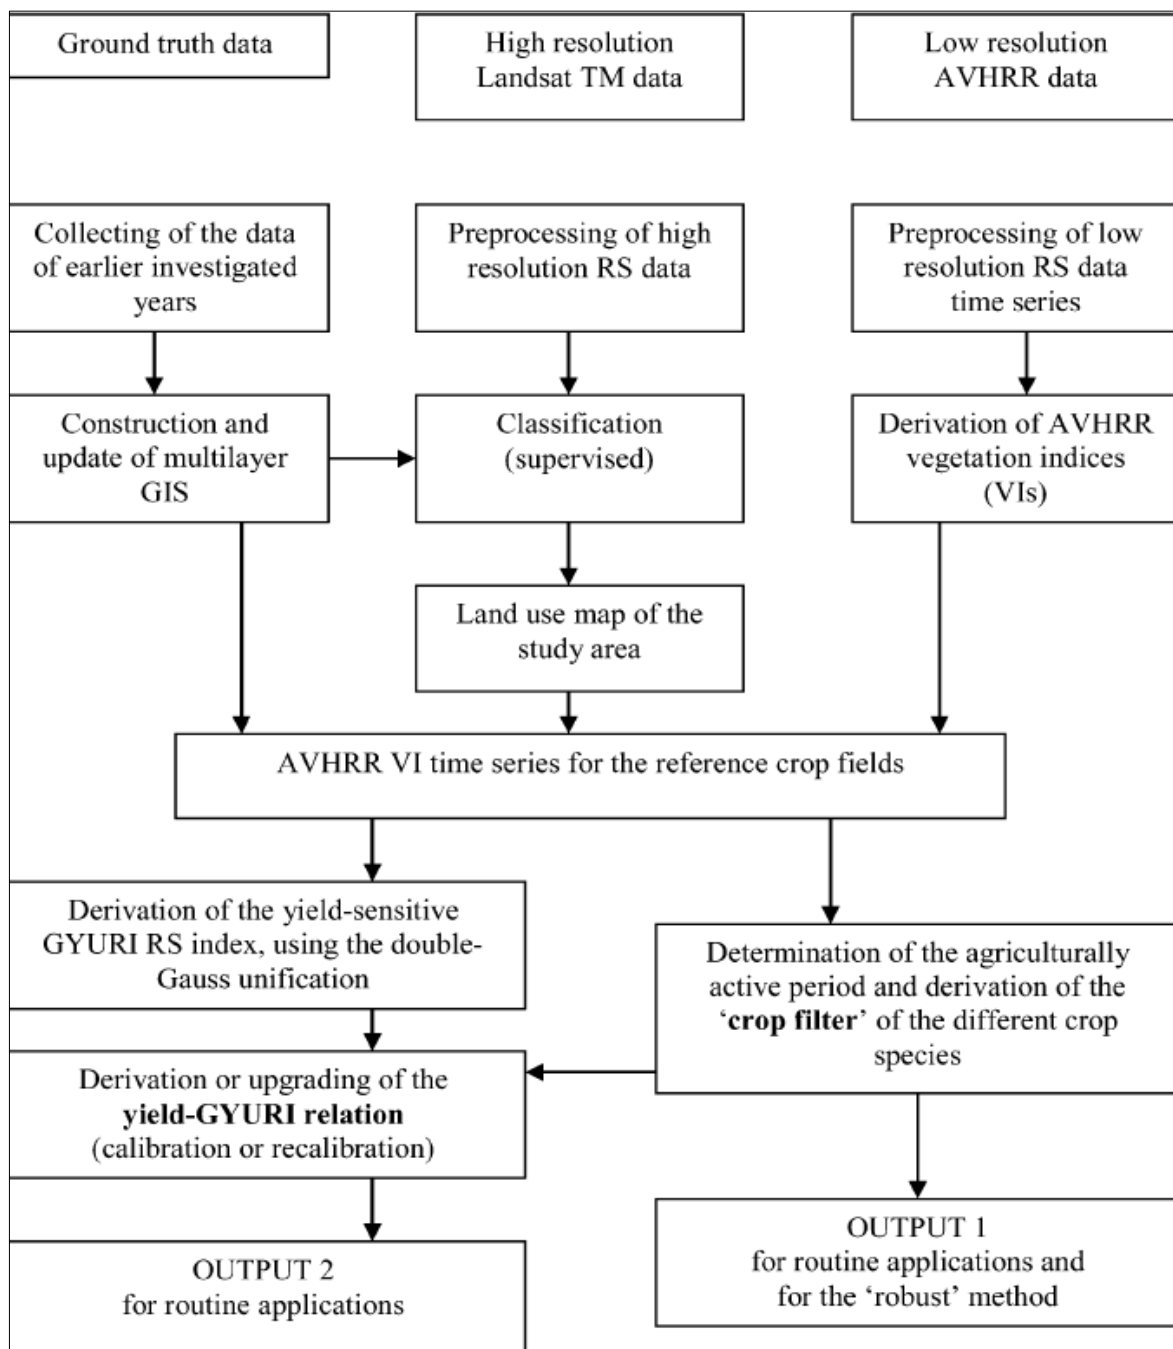 Ground truth data
High resolution
Landsat TM data
Low resolution
AVHRR data
Collecting of the data
of earlier investigated
years
Preprocessing of high
resolution RS data
Preprocessing of low
resolution RS data
time series
Construction and
update of multilayer
GIS
Classification
(supervised)
Derivation of AVHRR
vegetation indices
(VIs)
Land use map of the
study area
AVHRR VI time series for the reference crop fields
Derivation of the yield-sensitive
GYURI RS index, using the double-
Gauss unification
Determination of the agriculturally
active period and derivation of the
‘crop filter’ of the different crop
species
Derivation or upgrading of the
yield-GYURI relation
(calibration or recalibration)
OUTPUT 1
for routine applications and
for the ‘robust’ method
OUTPUT 2
for routine applications